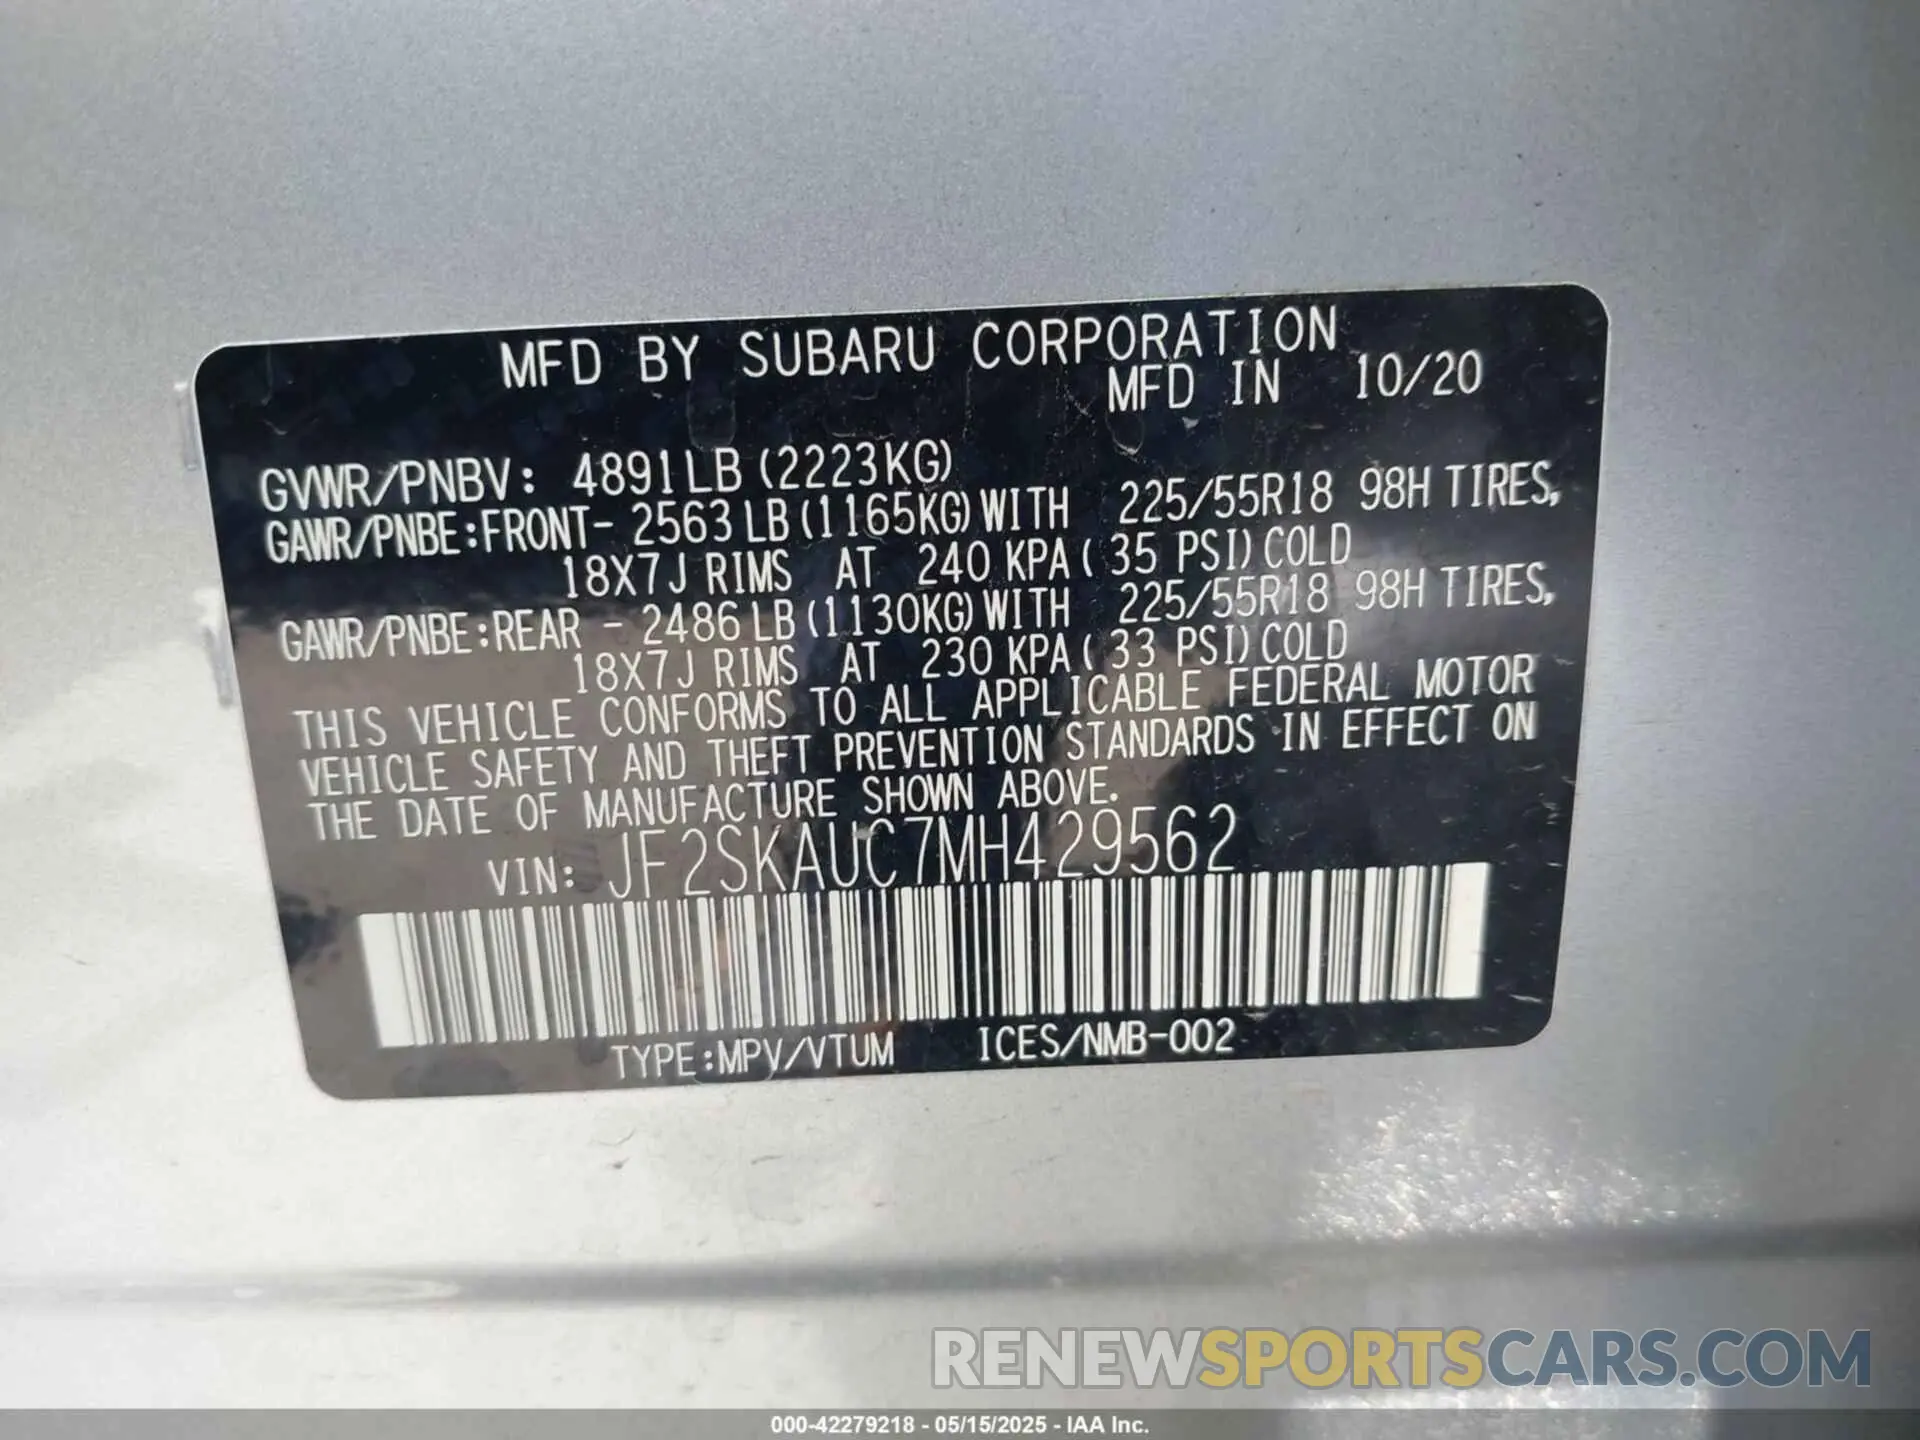 MFD BY SUBARU CORPORATION
MFD IN 10/20
GVWR/PNBV: 4891LB (2223KG)
GAWR/PNBE:FRONT- 2563LB(1165KG)WITH 225/55R18 98H TIRES,
18X7J RIMS AT 240 KPA( 35 PSI)COLD
GAWR/PNBE:REAR - 2486LB(1130KG)WITH 225/55R18 98H TIRES,
18X7J RIMS AT 230 KPA( 33 PSI)COLD
THIS VEHICLE CONFORMS TO ALL APPLICABLE FEDERAL MOTOR
VEHICLE SAFETY AND THEFT PREVENTION STANDARDS IN EFFECT ON
THE DATE OF MANUFACTURE SHOWN ABOVE.
VIN: JF2SKAUC7MH429562
TYPE:MPV/VTUM ICES/NMB-002
RENEWSPORTSCARS.COM
000-42279218 - 05/15/2025 - IAA Inc.